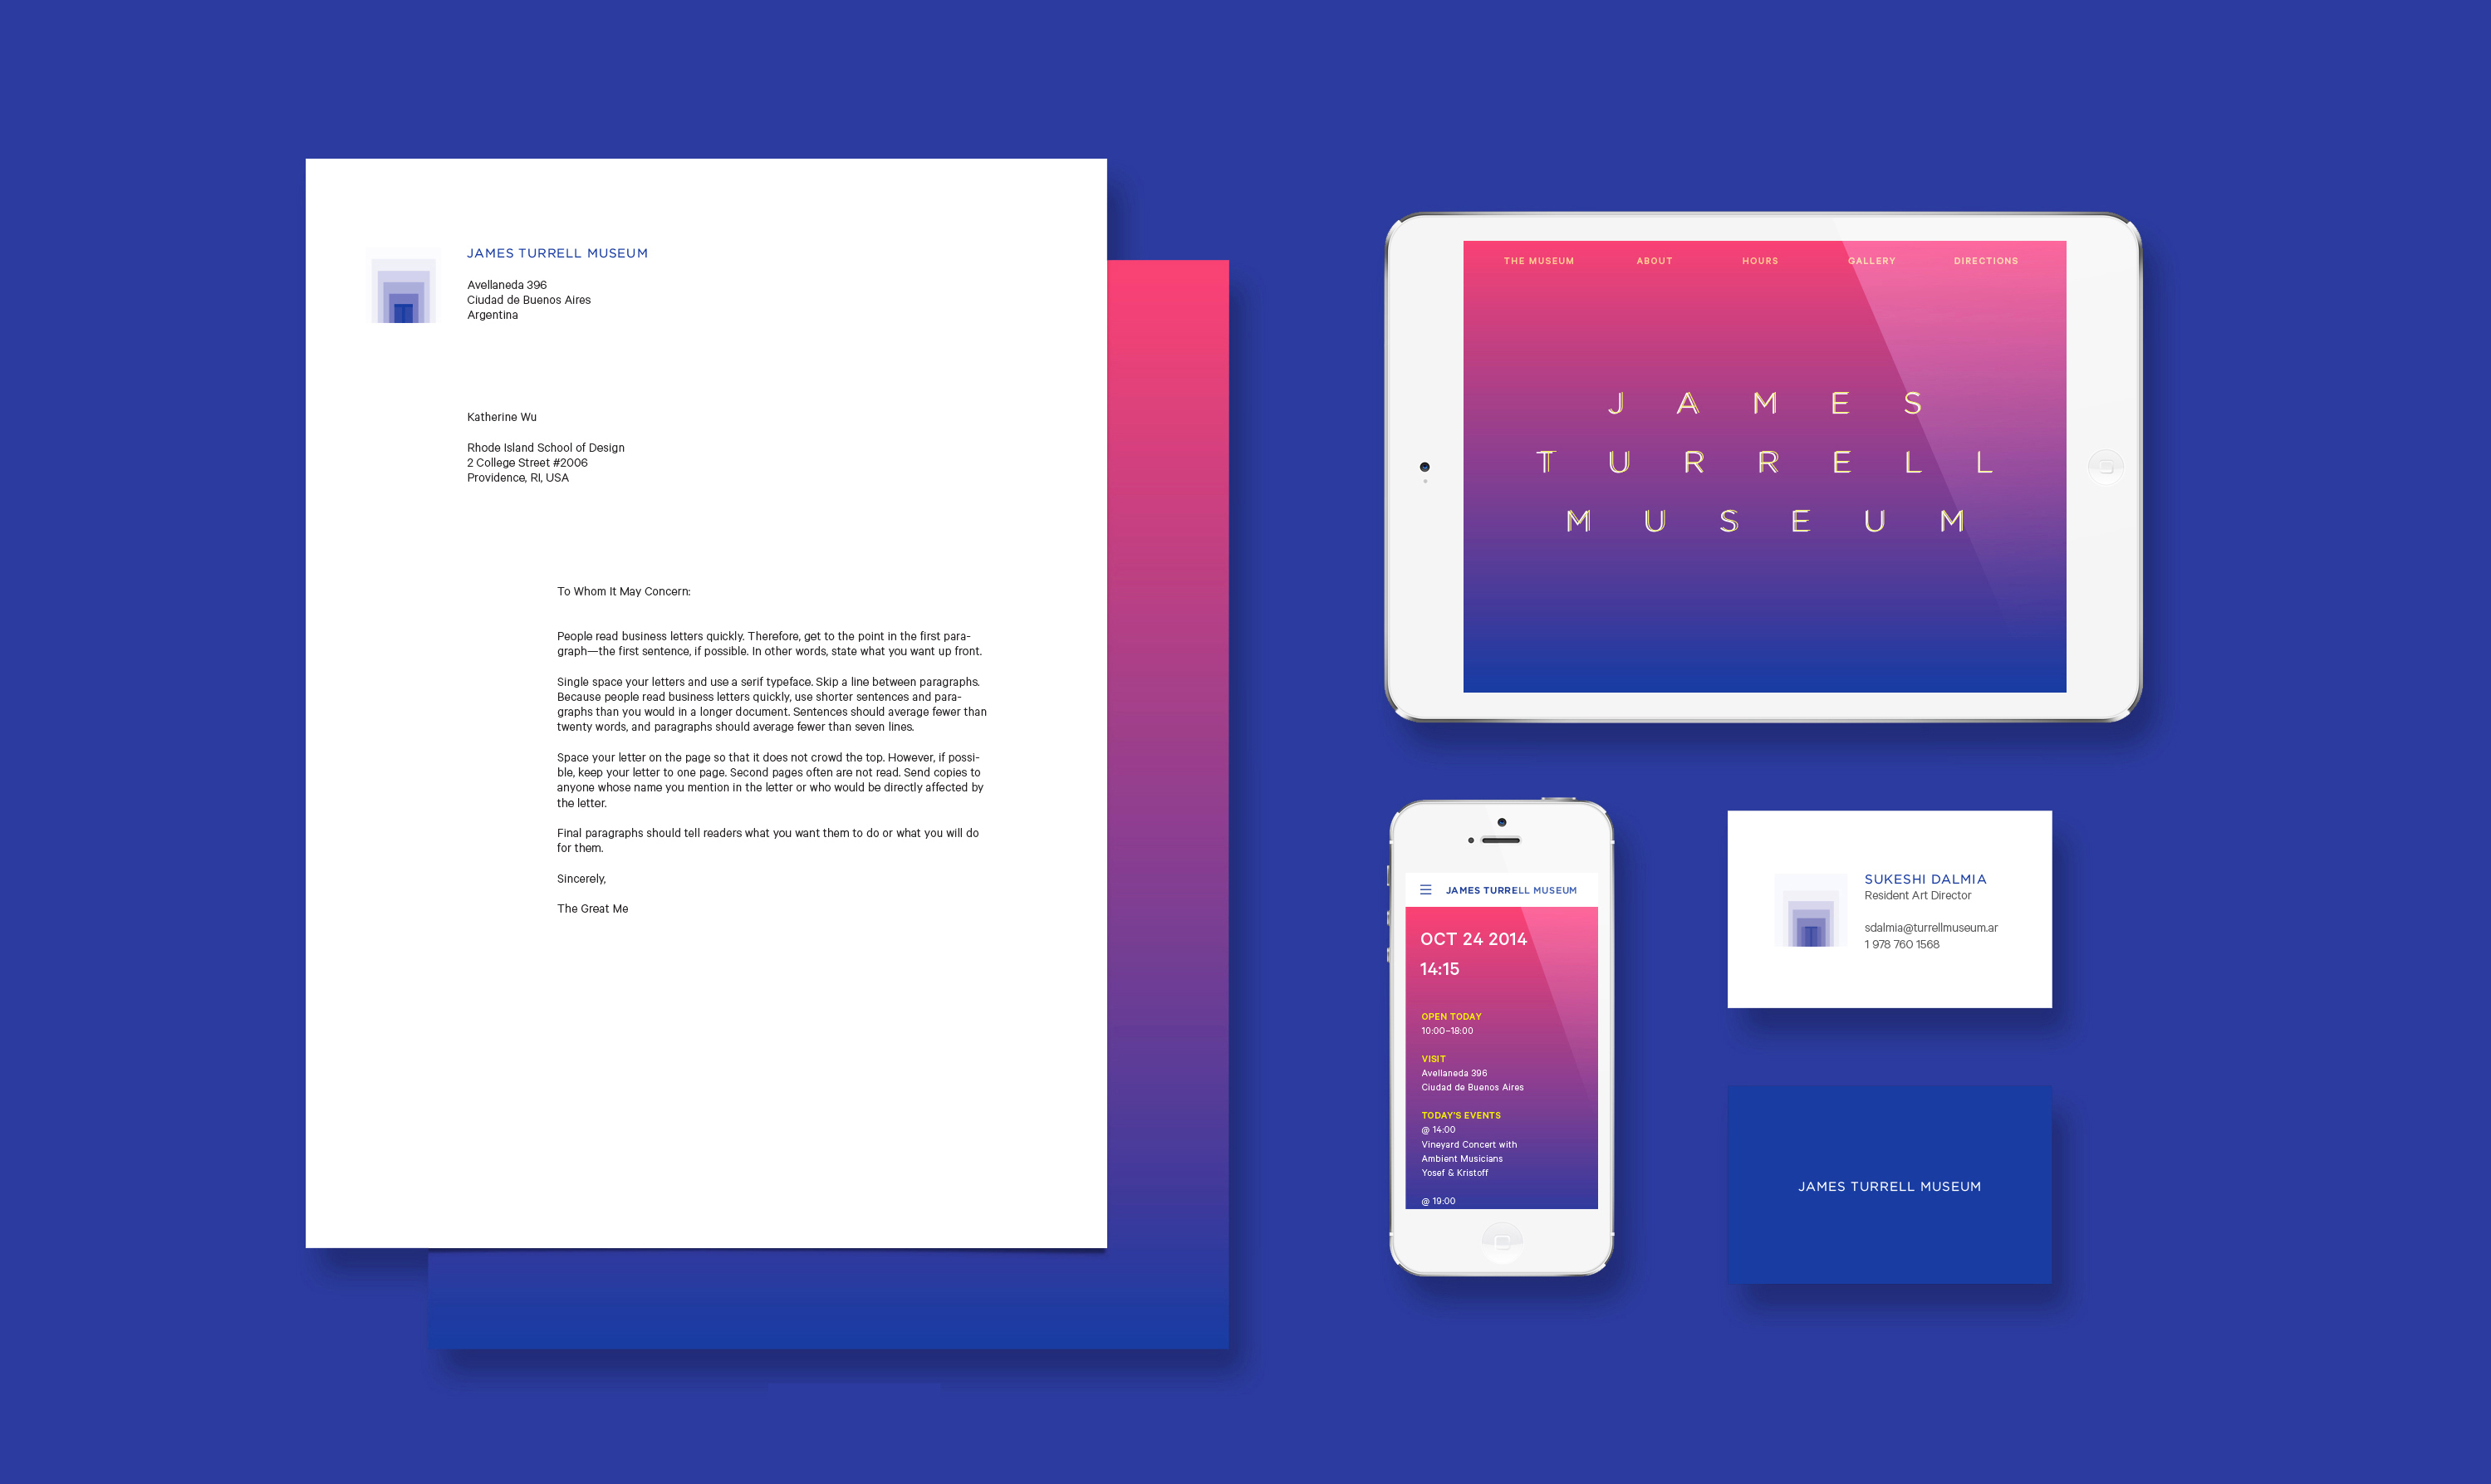 JAMES TURRELL MUSEUM
Avellaneda 396
Ciudad de Buenos Aires
Argentina
Katherine Wu
Rhode Island School of Design
2 College Street #2006
Providence, RI, USA
To Whom It May Concern:
People read business letters quickly. Therefore, get to the point in the first para-
graph—the first sentence, if possible. In other words, state what you want up front.
Single space your letters and use a serif typeface. Skip a line between paragraphs.
Because people read business letters quickly, use shorter sentences and para-
graphs than you would in a longer document. Sentences should average fewer than
twenty words, and paragraphs should average fewer than seven lines.
Space your letter on the page so that it does not crowd the top. However, if possi-
ble, keep your letter to one page. Second pages often are not read. Send copies to
anyone whose name you mention in the letter or who would be directly affected by
the letter.
Final paragraphs should tell readers what you want them to do or what you will do
for them.
Sincerely,
The Great Me
THE MUSEUM ABOUT HOURS GALLERY DIRECTIONS
JAMES
TURRELL
MUSEUM
JAMES TURRELL MUSEUM
OCT 24 2014
14:15
OPEN TODAY
10:00–18:00
VISIT
Avellaneda 396
Ciudad de Buenos Aires
TODAY'S EVENTS
@ 14:00
Vineyard Concert with
Ambient Musicians
Yosef & Kristoff
@ 19:00
SUKESHI DALMIA
Resident Art Director
sdalmia@turrellmuseum.ar
1 978 760 1568
JAMES TURRELL MUSEUM